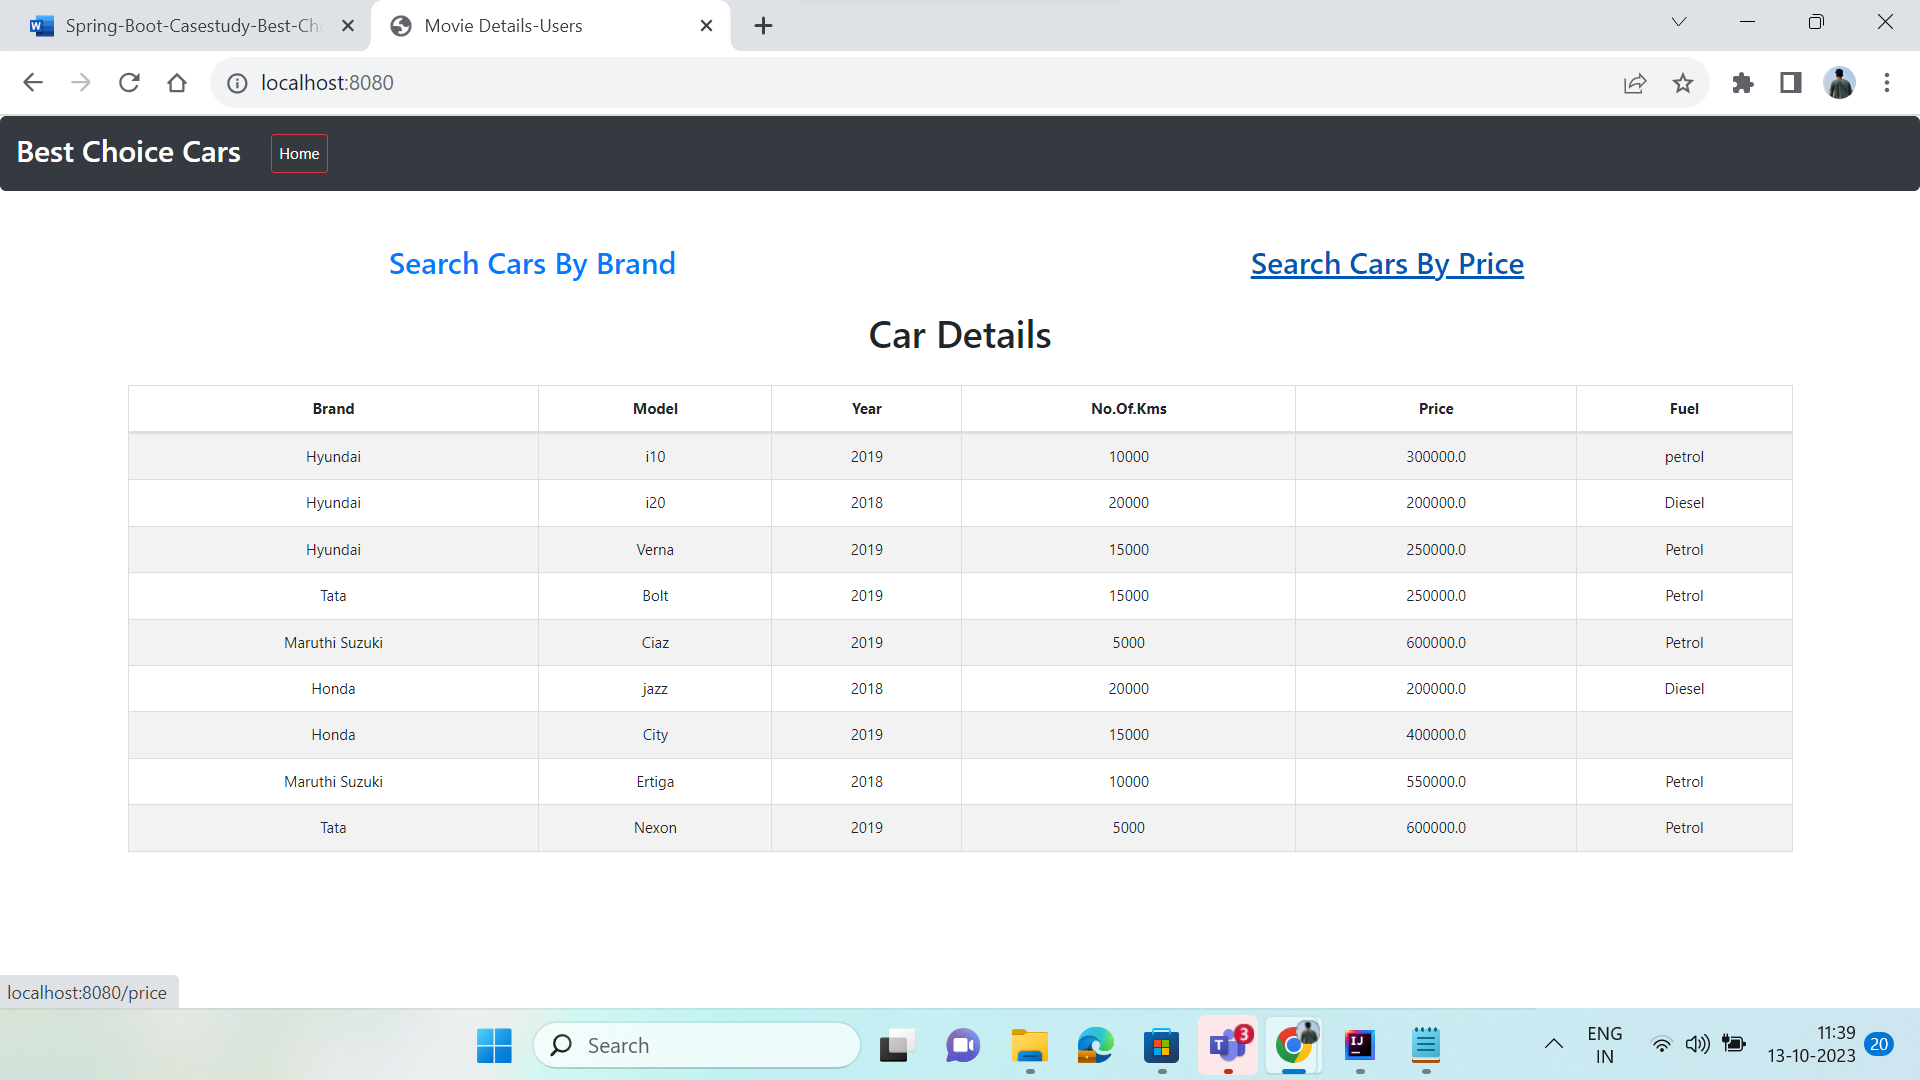 Spring-Boot-Casestudy-Best-Ch
Movie Details-Users
localhost:8080
Best Choice Cars Home
Search Cars By Brand Search Cars By Price
Car Details
Brand Model Year No.Of.Kms Price Fuel
Hyundai i10 2019 10000 300000.0 petrol
Hyundai i20 2018 20000 200000.0 Diesel
Hyundai Verna 2019 15000 250000.0 Petrol
Tata Bolt 2019 15000 250000.0 Petrol
Maruthi Suzuki Ciaz 2019 5000 600000.0 Petrol
Honda jazz 2018 20000 200000.0 Diesel
Honda City 2019 15000 400000.0
Maruthi Suzuki Ertiga 2018 10000 550000.0 Petrol
Tata Nexon 2019 5000 600000.0 Petrol
localhost:8080/price
Search
3
ENG
IN
11:39
13-10-2023
20